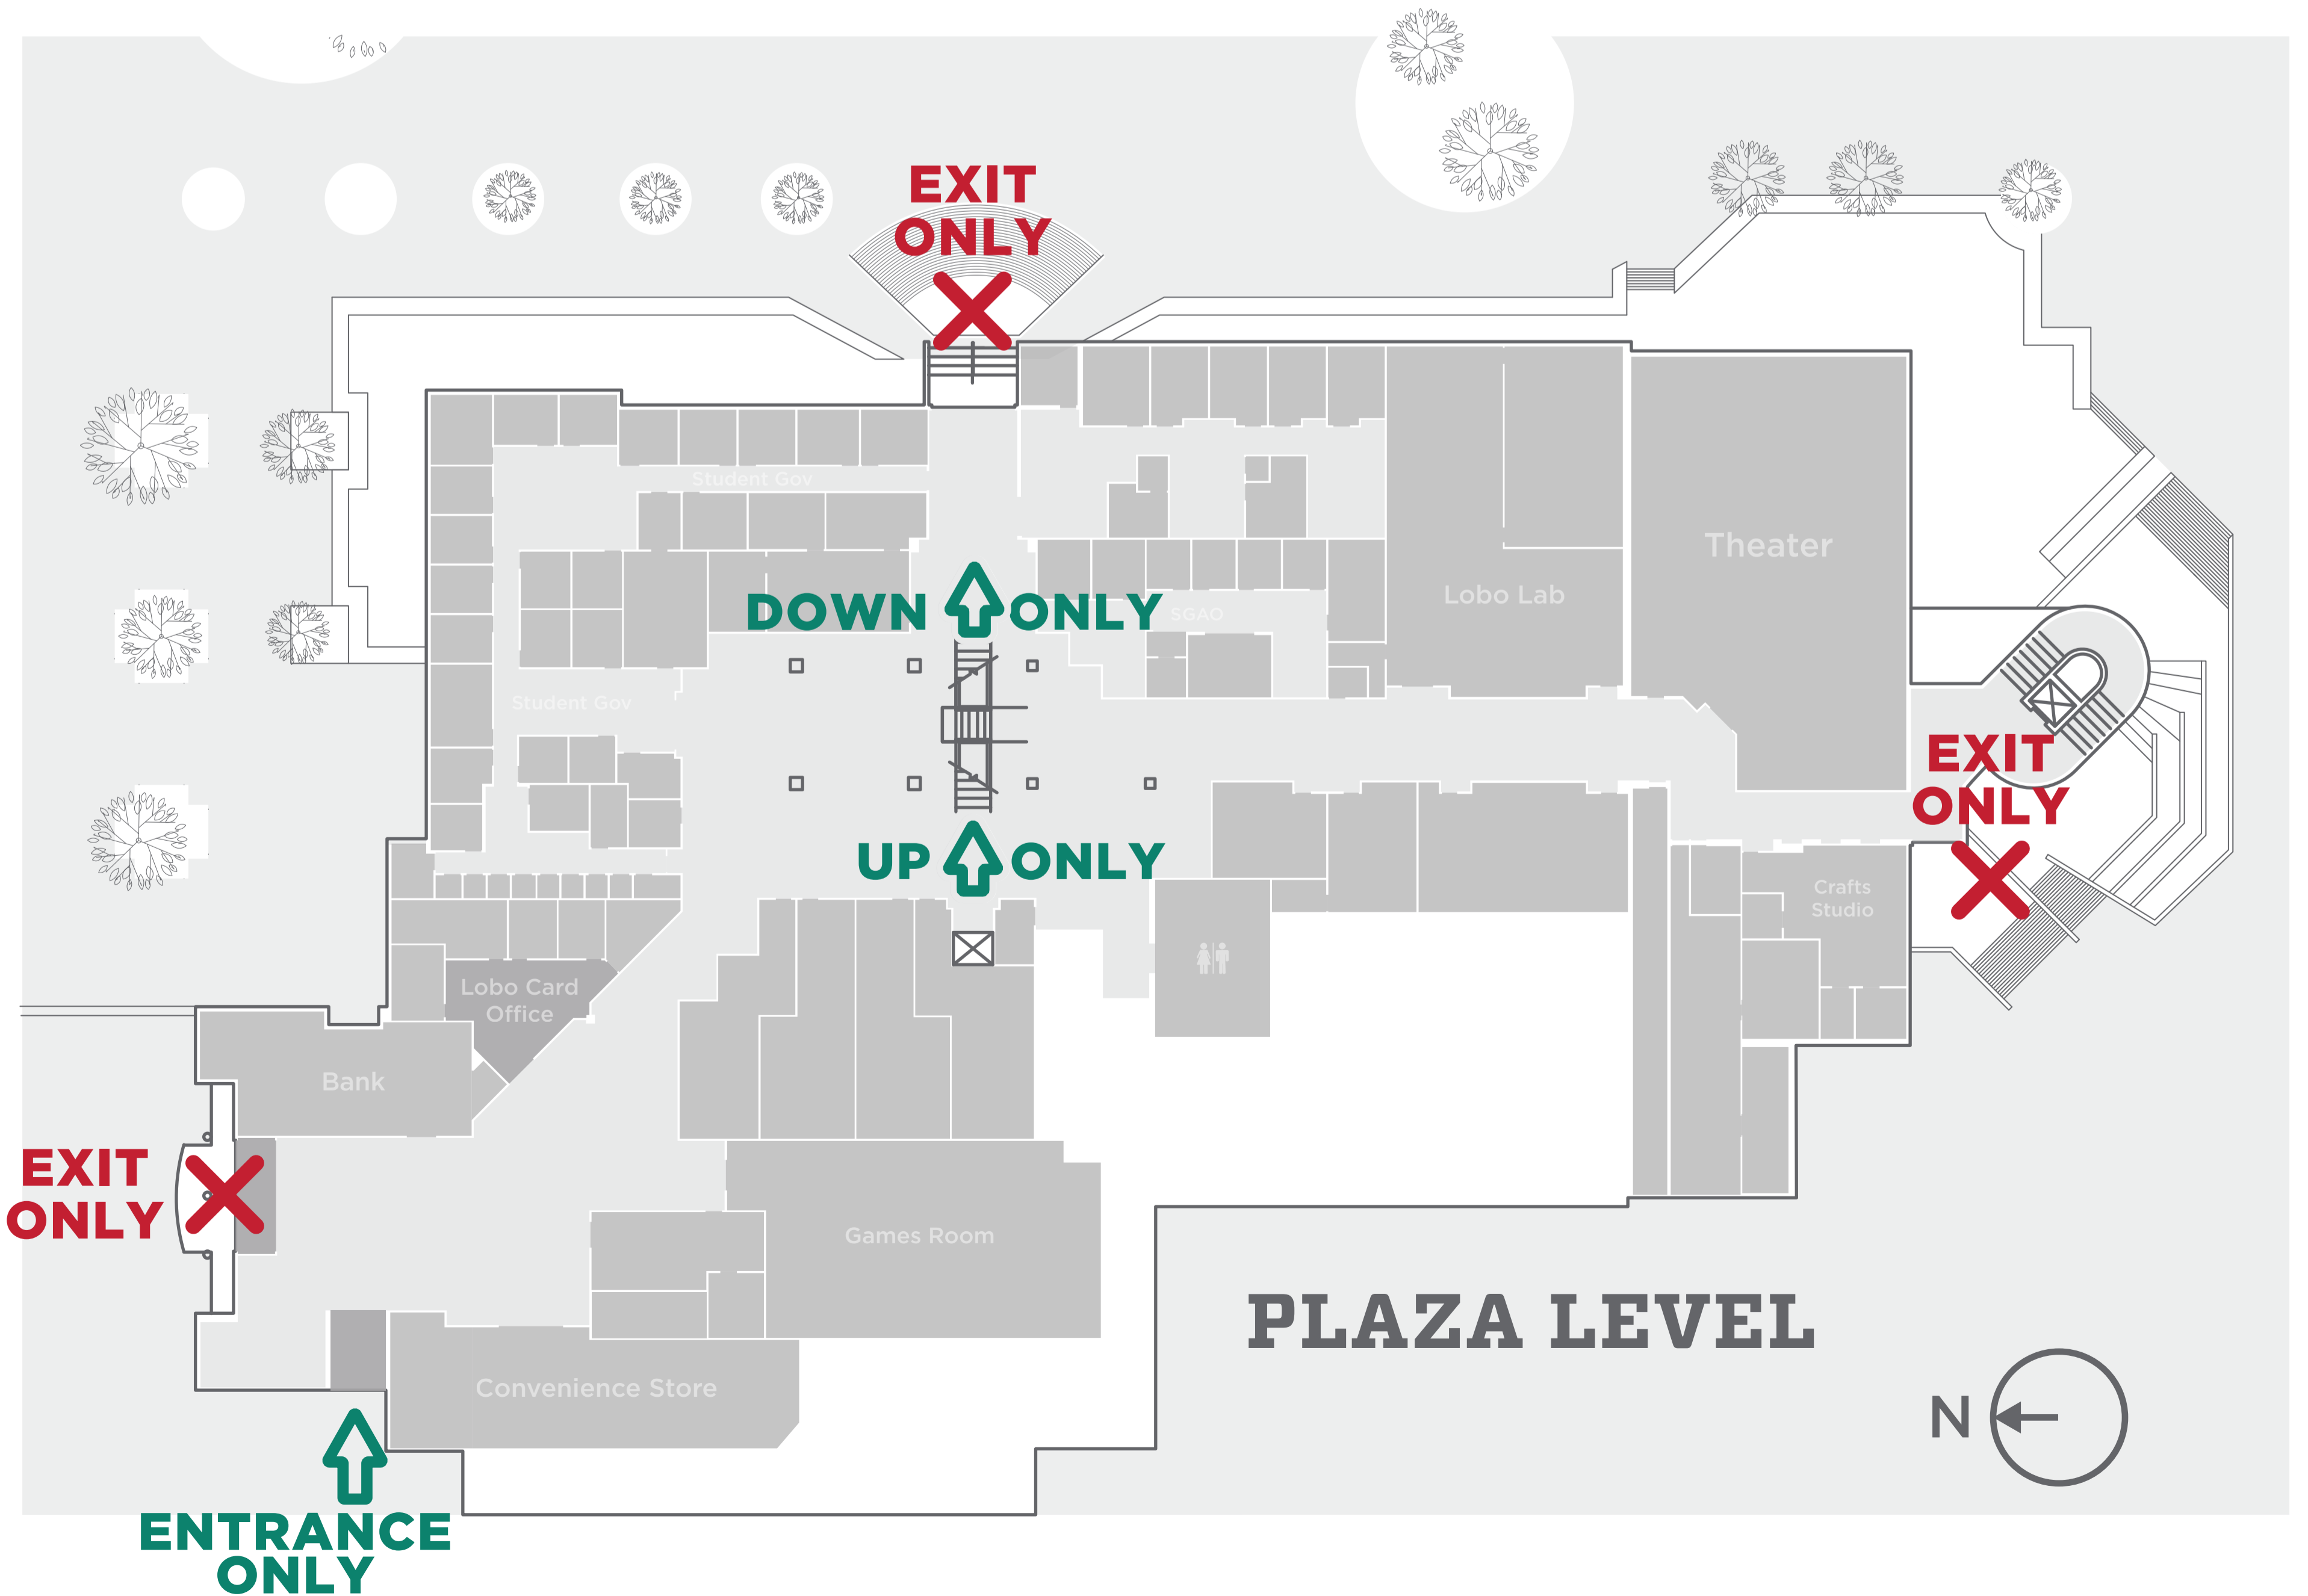 EXIT
ONLY
Student Gov
Theater
Lobo Lab
DOWN ONLY
SGAO
Student Gov
EXIT
ONLY
UP ONLY
Crafts
Studio
Lobo Card
Office
Bank
EXIT
ONLY
Games Room
PLAZA LEVEL
Convenience Store
N
ENTRANCE
ONLY